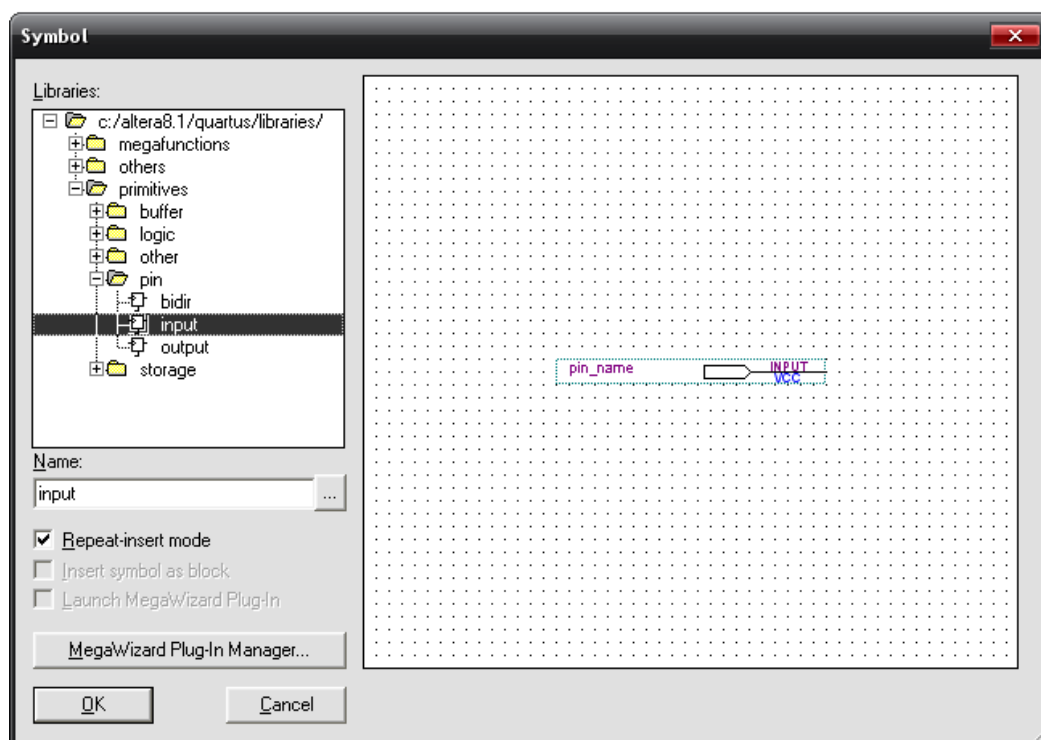 Symbol
Libraries:
c:/altera8.1/quartus/libraries/
megafunctions
others
primitives
buffer
logic
other
pin
bidir
input
output
storage
Name:
input
...
Repeat-insert mode
Insert symbol as block
Launch MegaWizard Plug-In
MegaWizard Plug-In Manager...
OK
Cancel
pin_name
INPUT
VCC